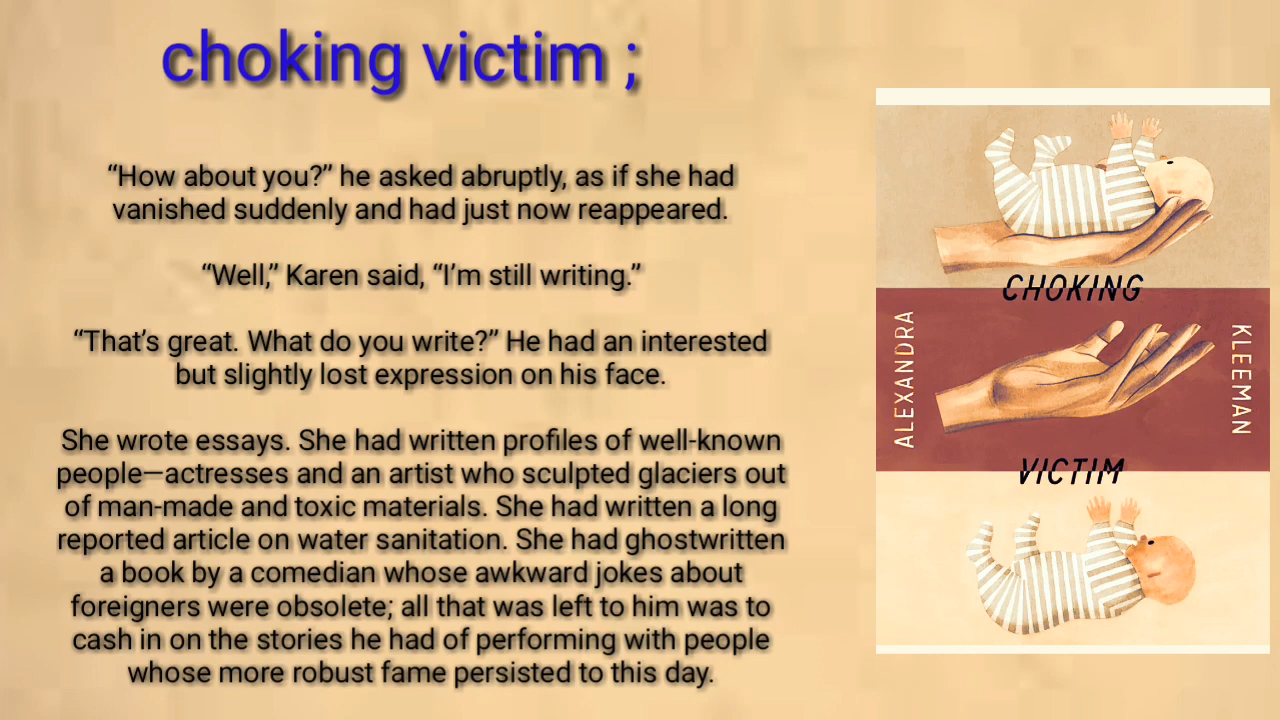 choking victim ;
“How about you?” he asked abruptly, as if she had
vanished suddenly and had just now reappeared.
“Well,” Karen said, “I’m still writing.”
“That’s great. What do you write?” He had an interested
but slightly lost expression on his face.
She wrote essays. She had written profiles of well-known
people—actresses and an artist who sculpted glaciers out
of man-made and toxic materials. She had written a long
reported article on water sanitation. She had ghostwritten
a book by a comedian whose awkward jokes about
foreigners were obsolete; all that was left to him was to
cash in on the stories he had of performing with people
whose more robust fame persisted to this day.
CHOKING
ALEXANDRA
KLEEMAN
VICTIM